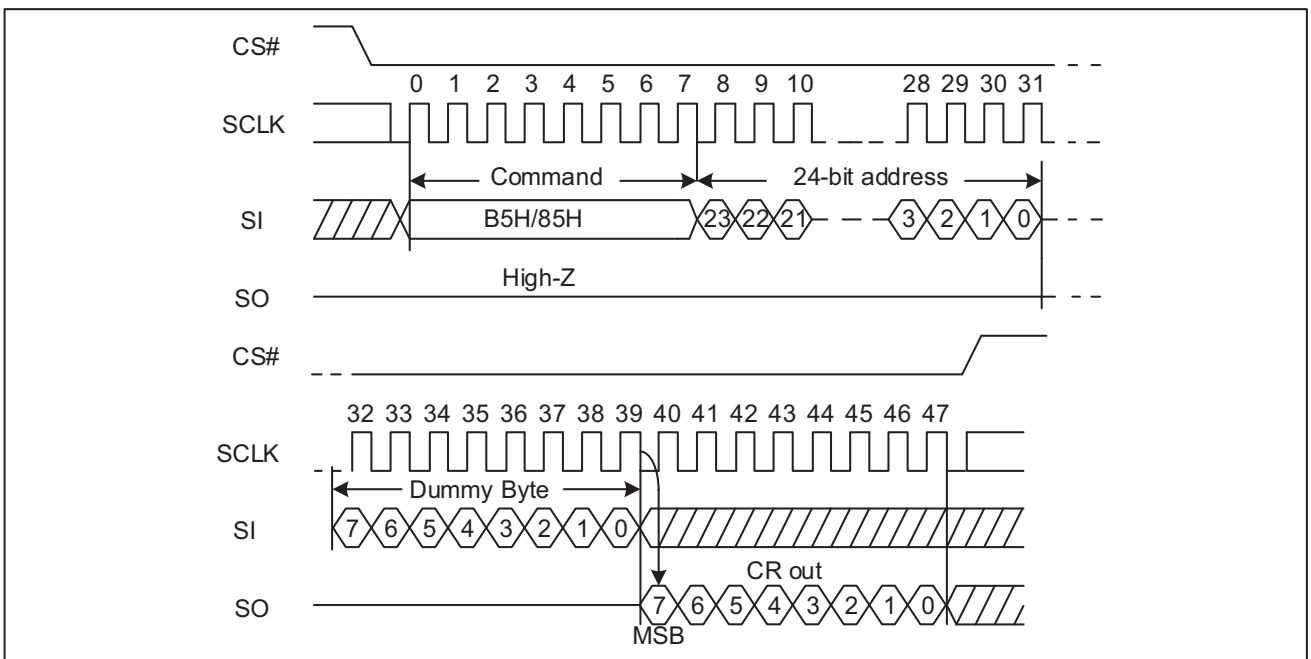 CS#
0 1 2 3 4 5 6 7 8 9 10 28 29 30 31
SCLK
Command 24-bit address
SI B5H/85H 23 22 21 3 2 1 0
High-Z
SO
CS#
32 33 34 35 36 37 38 39 40 41 42 43 44 45 46 47
SCLK
Dummy Byte
SI 7 6 5 4 3 2 1 0
CR out
SO 7 6 5 4 3 2 1 0
MSB